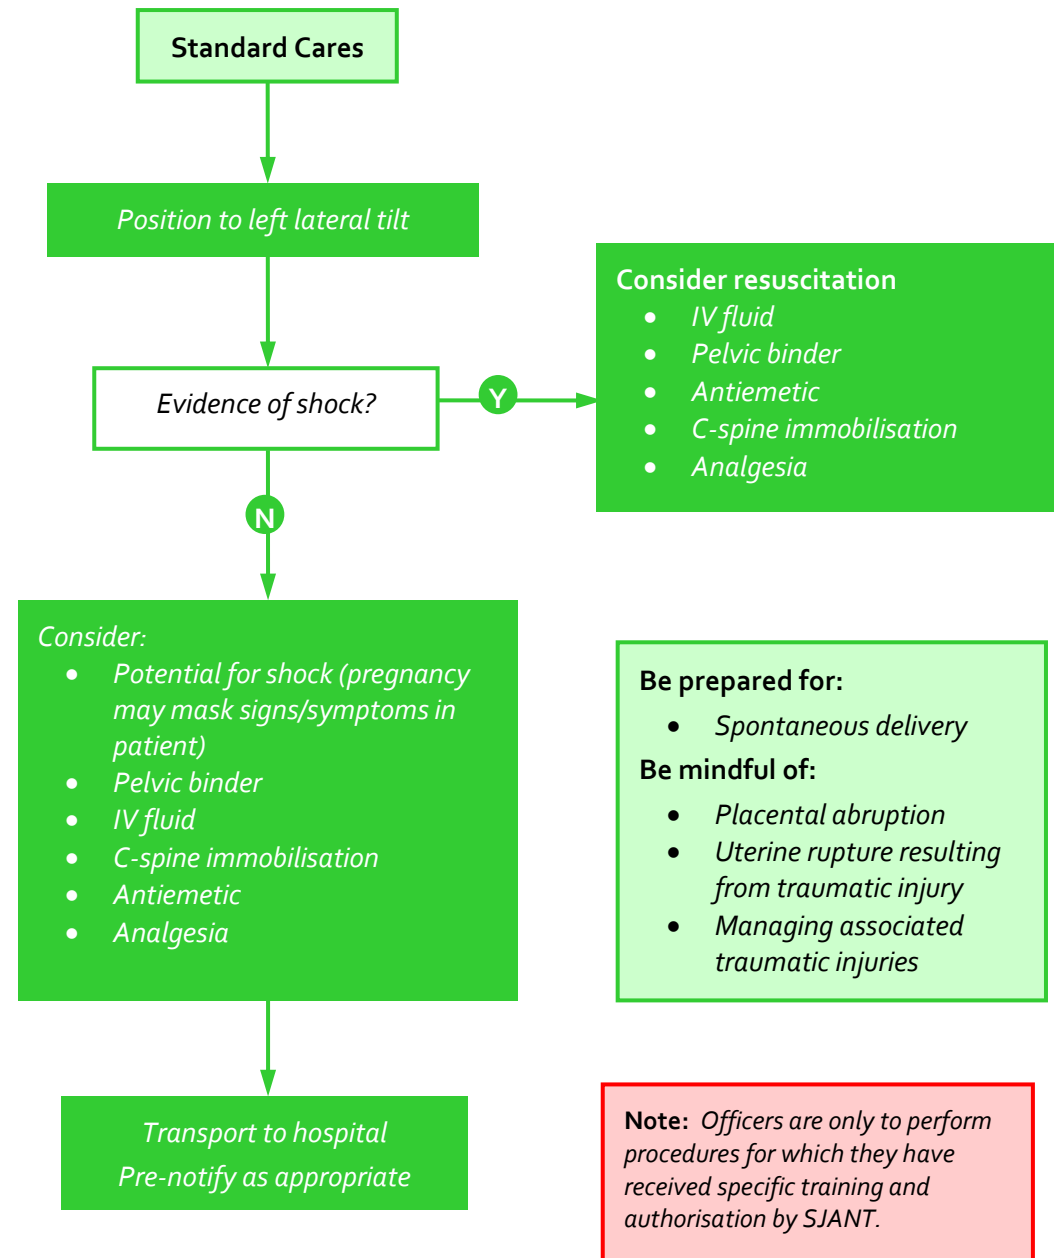 Standard Cares
Position to left lateral tilt
Evidence of shock?
Y
Consider resuscitation
• IV fluid
• Pelvic binder
• Antiemetic
• C-spine immobilisation
• Analgesia
N
Consider:
• Potential for shock (pregnancy
may mask signs/symptoms in
patient)
• Pelvic binder
• IV fluid
• C-spine immobilisation
• Antiemetic
• Analgesia
Be prepared for:
• Spontaneous delivery
Be mindful of:
• Placental abruption
• Uterine rupture resulting
from traumatic injury
• Managing associated
traumatic injuries
Transport to hospital
Pre-notify as appropriate
Note: Officers are only to perform
procedures for which they have
received specific training and
authorisation by SJANT.